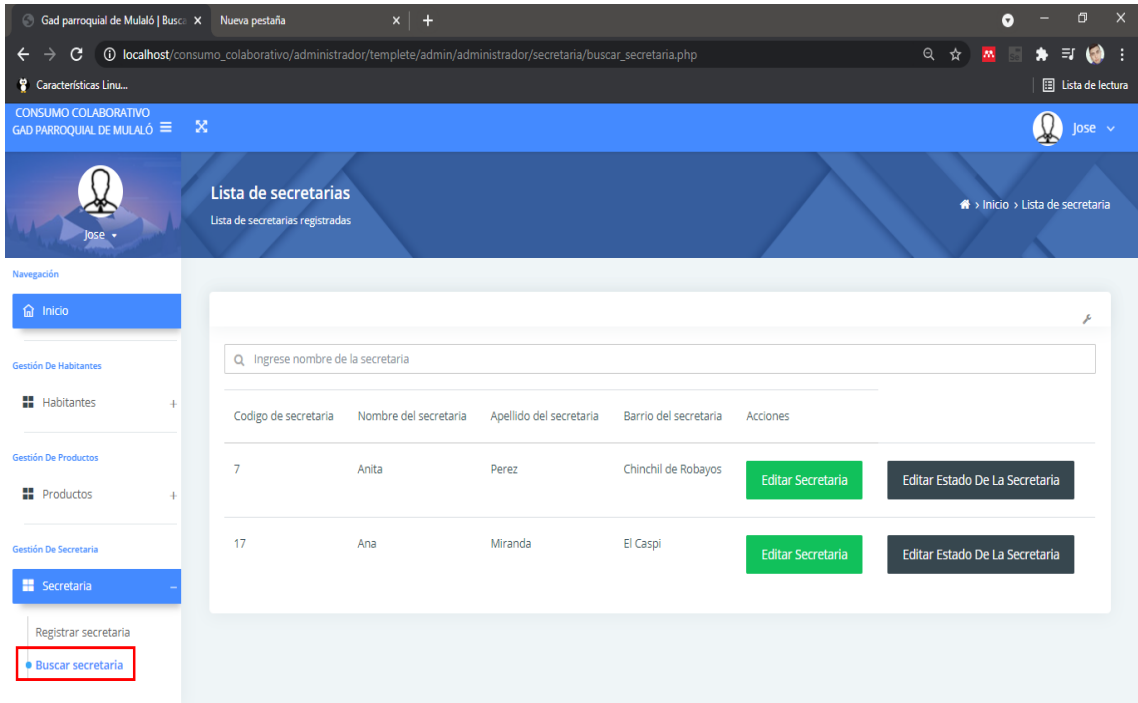 Gad parroquial de Mulaló | Busca
Nueva pestaña
localhost/consumo_colaborativo/administrador/templete/admin/administrador/secretaria/buscar_secretaria.php
Características Linu...
Lista de lectura
CONSUMO COLABORATIVO
GAD PARROQUIAL DE MULALÓ
Jose
Jose
Lista de secretarias
Lista de secretarias registradas
Inicio › Lista de secretaria
Navegación
Inicio
Gestión De Habitantes
Habitantes
Gestión De Productos
Productos
Gestión De Secretaria
Secretaria
Registrar secretaria
Buscar secretaria
Ingrese nombre de la secretaria
Codigo de secretaria Nombre del secretaria Apellido del secretaria Barrio del secretaria Acciones
7 Anita Perez Chinchil de Robayos Editar Secretaria Editar Estado De La Secretaria
17 Ana Miranda El Caspi Editar Secretaria Editar Estado De La Secretaria